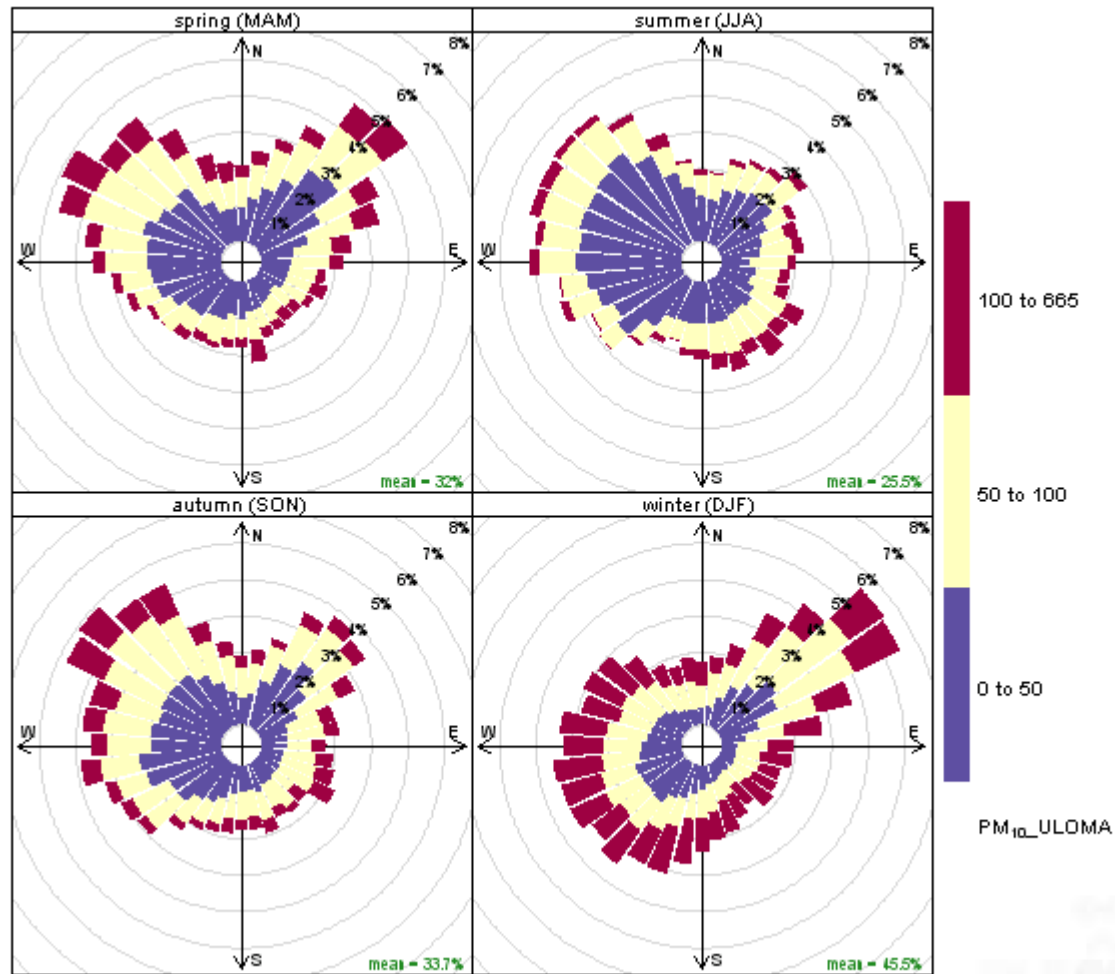 spring (MAM)
8%
7%
6%
5%
4%
3%
2%
1%
N
W
E
S
mean = 32%
summer (JJA)
8%
7%
6%
5%
4%
3%
2%
1%
N
W
E
S
mean = 25.5%
autumn (SON)
8%
7%
6%
5%
4%
3%
2%
1%
N
W
E
S
mean = 33.7%
winter (DJF)
8%
7%
6%
5%
4%
3%
2%
1%
N
W
E
S
mean = 45.5%
100 to 665
50 to 100
0 to 50
PM₁₀_ULOMA